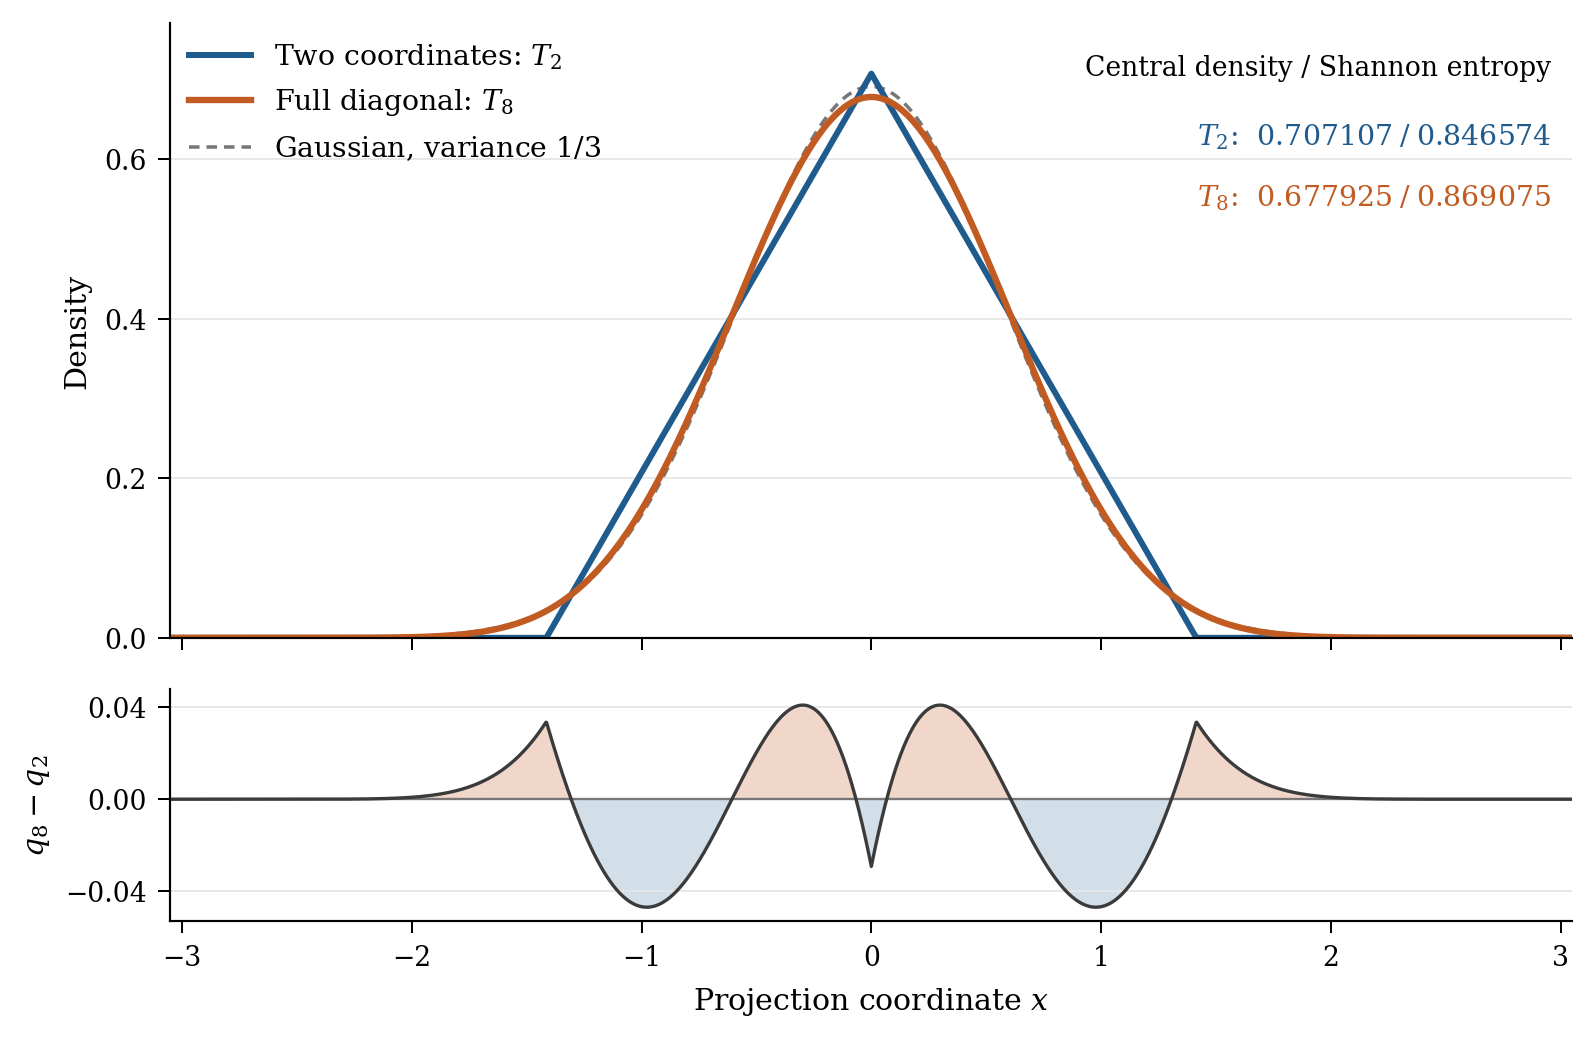 Two coordinates: T₂
Full diagonal: T₈
Gaussian, variance 1/3
Central density / Shannon entropy
T₂: 0.707107 / 0.846574
T₈: 0.677925 / 0.869075
Density
0.6
0.4
0.2
0.0
q₈ − q₂
0.04
0.00
−0.04
−3 −2 −1 0 1 2 3
Projection coordinate x